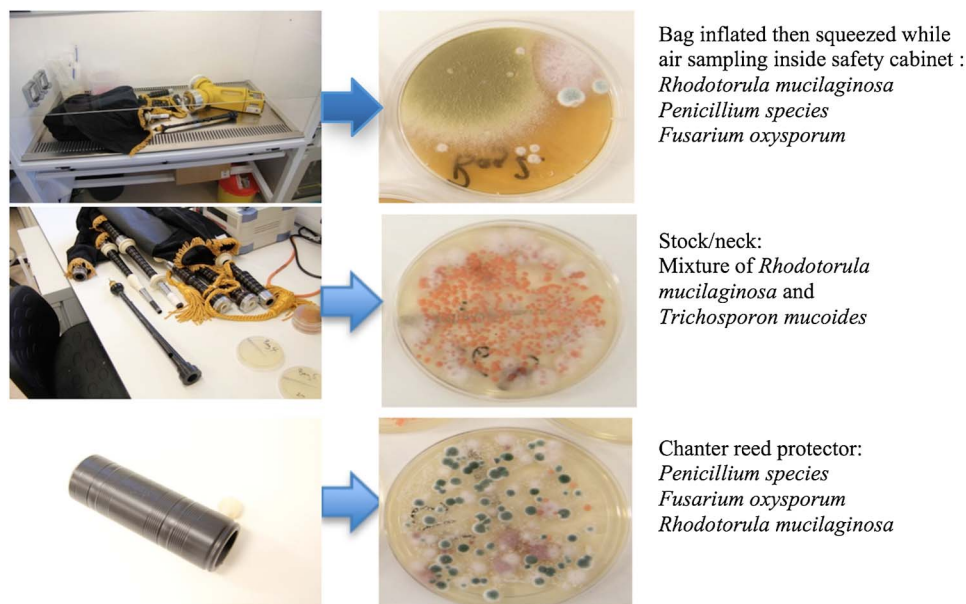 Bag inflated then squeezed while
air sampling inside safety cabinet :
Rhodotorula mucilaginosa
Penicillium species
Fusarium oxysporum
Stock/neck:
Mixture of Rhodotorula
mucilaginosa and
Trichosporon mucoides
Chanter reed protector:
Penicillium species
Fusarium oxysporum
Rhodotorula mucilaginosa